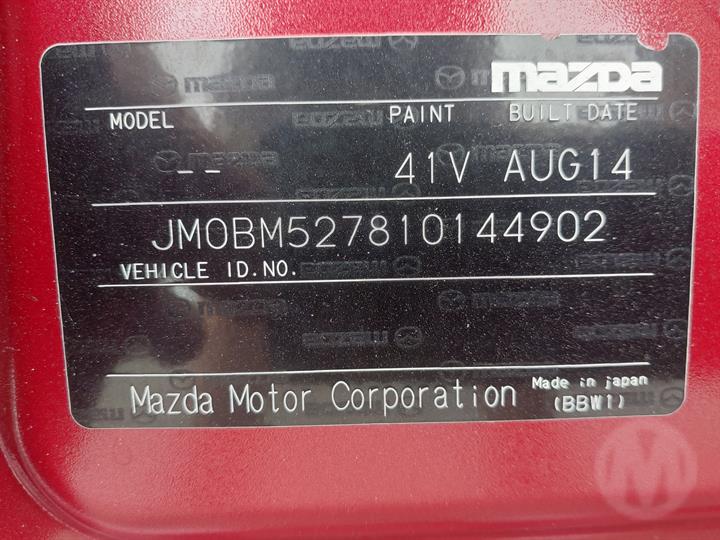 mazda
MODEL PAINT BUILT DATE
-- 41V AUG14
JM0BM527810144902
VEHICLE ID.NO.
Mazda Motor Corporation Made in japan
(BBW1)
M